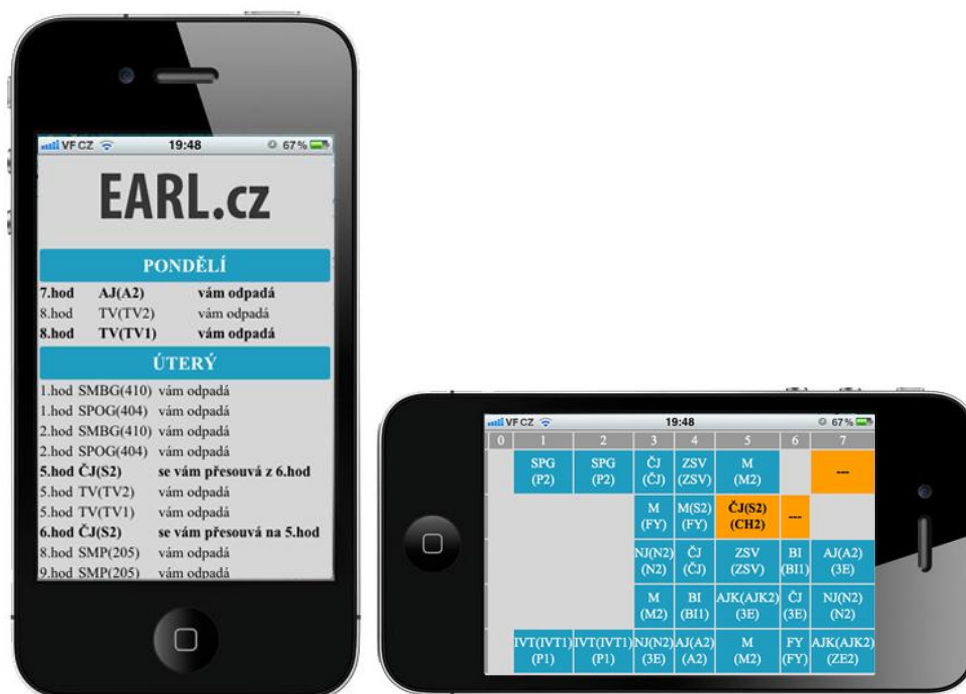 VF CZ 19:48 67%
EARL.cz
PONDĚLÍ
7.hod AJ(A2) vám odpadá
8.hod TV(TV2) vám odpadá
8.hod TV(TV1) vám odpadá
ÚTERÝ
1.hod SMBG(410) vám odpadá
1.hod SPOG(404) vám odpadá
2.hod SMBG(410) vám odpadá
2.hod SPOG(404) vám odpadá
5.hod ČJ(S2) se vám přesouvá z 6.hod
5.hod TV(TV2) vám odpadá
5.hod TV(TV1) vám odpadá
6.hod ČJ(S2) se vám přesouvá na 5.hod
8.hod SMP(205) vám odpadá
9.hod SMP(205) vám odpadá
VF CZ 19:48 67%
0 1 2 3 4 5 6 7
SPG SPG ČJ ZSV M ---
(P2) (P2) (ČJ) (ZSV) (M2)
M M(S2) ČJ(S2) ---
(FY) (FY) (CH2)
NJ(N2) ČJ ZSV BI AJ(A2)
(N2) (ČJ) (ZSV) (BI1) (3E)
M BI AJK(AJK2) ČJ NJ(N2)
(M2) (BI1) (3E) (3E) (N2)
IVT(IVT1) IVT(IVT1) NJ(N2) AJ(A2) M FY AJK(AJK2)
(P1) (P1) (3E) (A2) (M2) (FY) (ZE2)